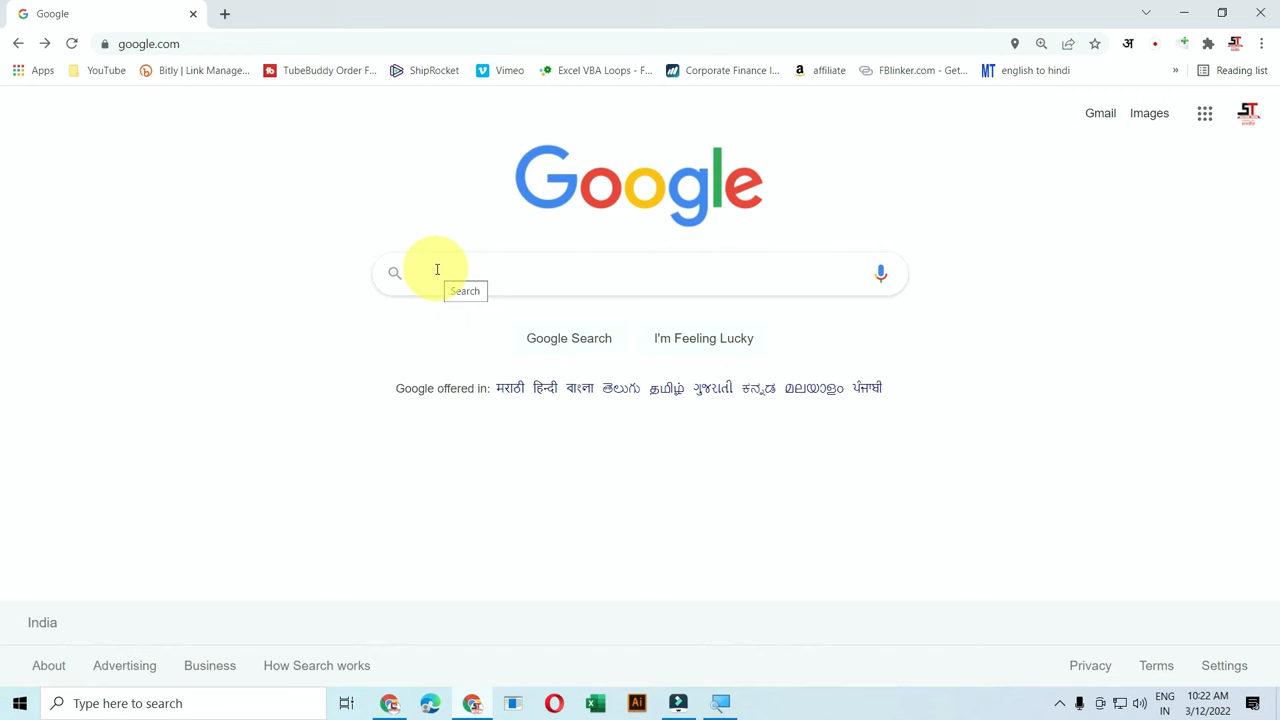 Google
google.com
Apps YouTube Bitly | Link Manage... TubeBuddy Order F... ShipRocket Vimeo Excel VBA Loops - F... Corporate Finance I... affiliate FBlinker.com - Get... english to hindi » Reading list
Gmail Images
Google
Search
Google Search I'm Feeling Lucky
Google offered in: मराठी हिन्दी বাংলা తెలుగు தமிழ் ગુજરાતી ಕನ್ನಡ മലയാളം ਪੰਜਾਬੀ
India
About Advertising Business How Search works Privacy Terms Settings
Type here to search
ENG
IN
10:22 AM
3/12/2022